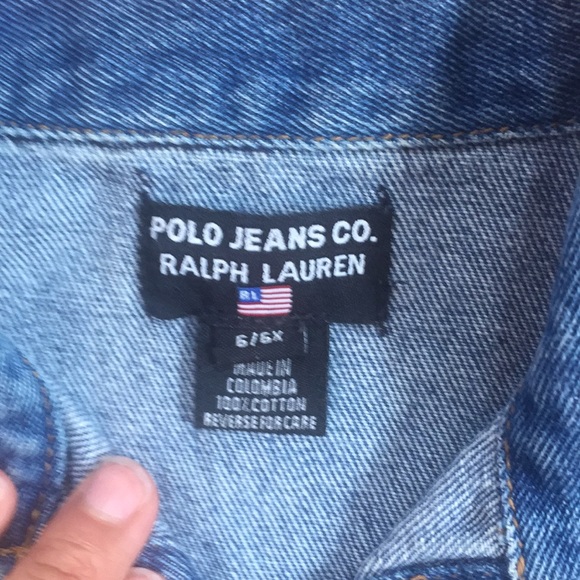 POLO JEANS CO.
RALPH LAUREN
RL
6/6X
MADE IN
COLOMBIA
100% COTTON
REVERSE FOR CARE